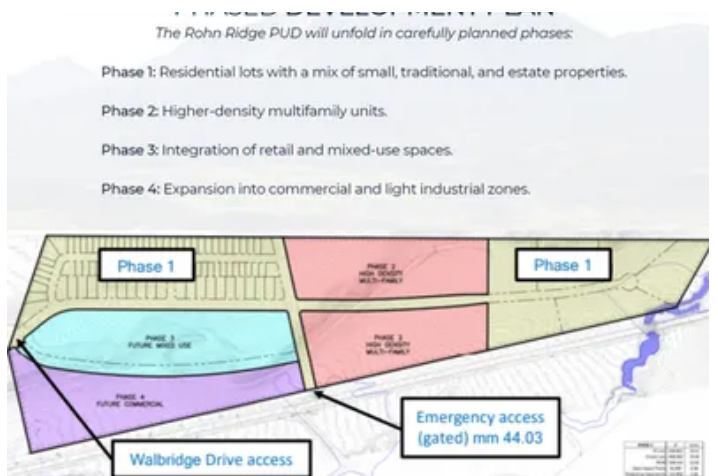 PHASED DEVELOPMENT PLAN
The Rohn Ridge PUD will unfold in carefully planned phases:
Phase 1: Residential lots with a mix of small, traditional, and estate properties.
Phase 2: Higher-density multifamily units.
Phase 3: Integration of retail and mixed-use spaces.
Phase 4: Expansion into commercial and light industrial zones.
Phase 1
PHASE 2
HIGH DENSITY
MULTI-FAMILY
Phase 1
PHASE 3
FUTURE MIXED USE
PHASE 2
HIGH DENSITY
MULTI-FAMILY
PHASE 4
FUTURE COMMERCIAL
Emergency access
(gated) mm 44.03
Walbridge Drive access